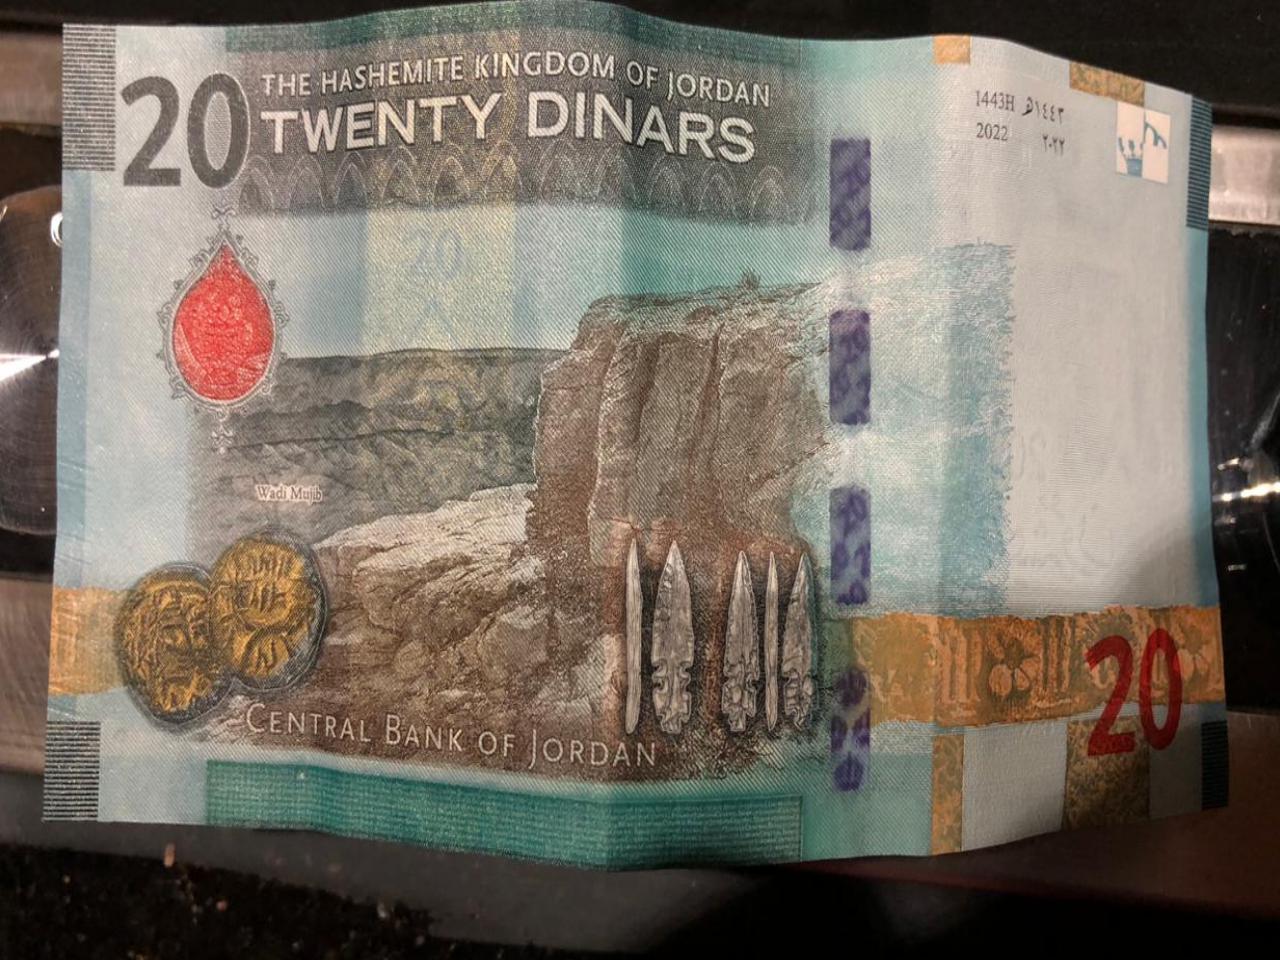 20
THE HASHEMITE KINGDOM OF JORDAN
TWENTY DINARS
1443H ١٤٤٣هـ
2022 ٢٠٢٢
20
Wadi Mujib
CENTRAL BANK OF JORDAN
20